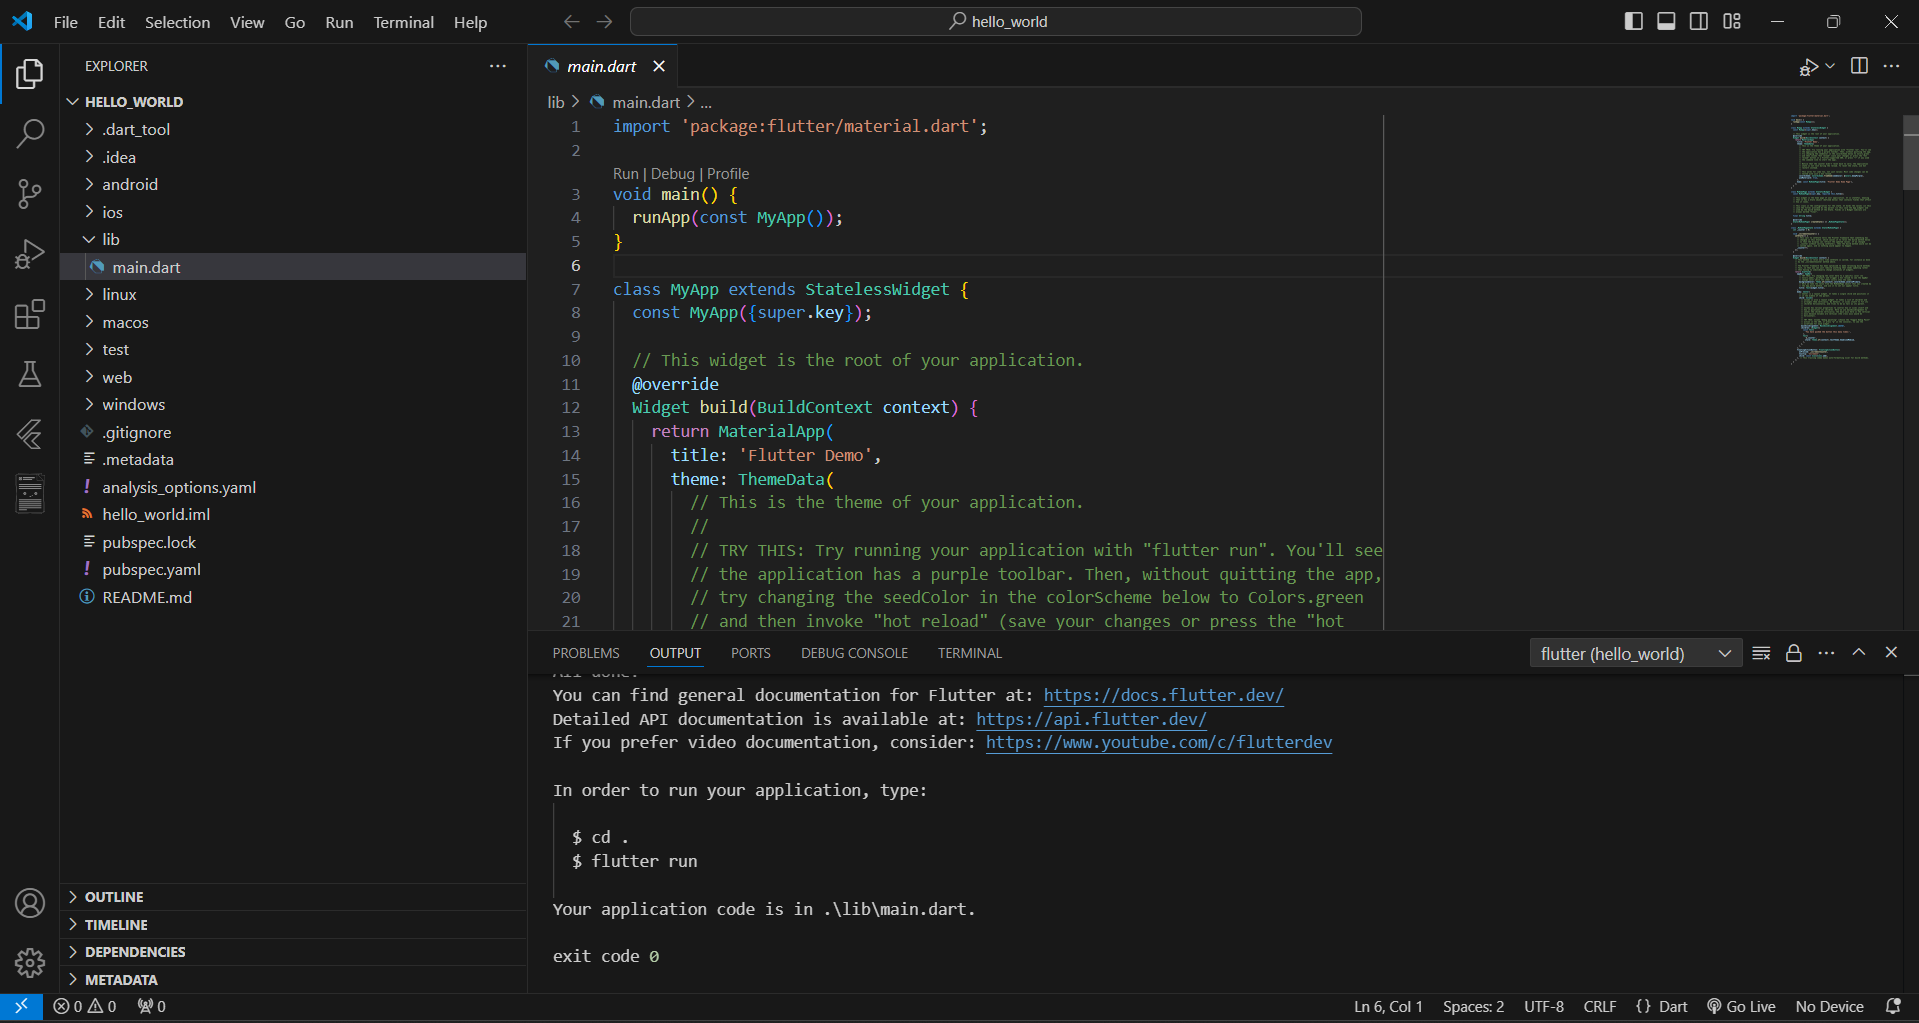 File Edit Selection View Go Run Terminal Help
hello_world
EXPLORER
HELLO_WORLD
.dart_tool
.idea
android
ios
lib
main.dart
linux
macos
test
web
windows
.gitignore
.metadata
analysis_options.yaml
hello_world.iml
pubspec.lock
pubspec.yaml
README.md
OUTLINE
TIMELINE
DEPENDENCIES
METADATA
main.dart
lib > main.dart > ...
1 import 'package:flutter/material.dart';
2
Run | Debug | Profile
3 void main() {
4 runApp(const MyApp());
5 }
6
7 class MyApp extends StatelessWidget {
8 const MyApp({super.key});
9
10 // This widget is the root of your application.
11 @override
12 Widget build(BuildContext context) {
13 return MaterialApp(
14 title: 'Flutter Demo',
15 theme: ThemeData(
16 // This is the theme of your application.
17 //
18 // TRY THIS: Try running your application with "flutter run". You'll see
19 // the application has a purple toolbar. Then, without quitting the app,
20 // try changing the seedColor in the colorScheme below to Colors.green
21 // and then invoke "hot reload" (save your changes or press the "hot
PROBLEMS OUTPUT PORTS DEBUG CONSOLE TERMINAL
flutter (hello_world)
All done!
You can find general documentation for Flutter at: https://docs.flutter.dev/
Detailed API documentation is available at: https://api.flutter.dev/
If you prefer video documentation, consider: https://www.youtube.com/c/flutterdev
In order to run your application, type:
$ cd .
$ flutter run
Your application code is in .\lib\main.dart.
exit code 0
0 0 0
Ln 6, Col 1 Spaces: 2 UTF-8 CRLF {} Dart Go Live No Device